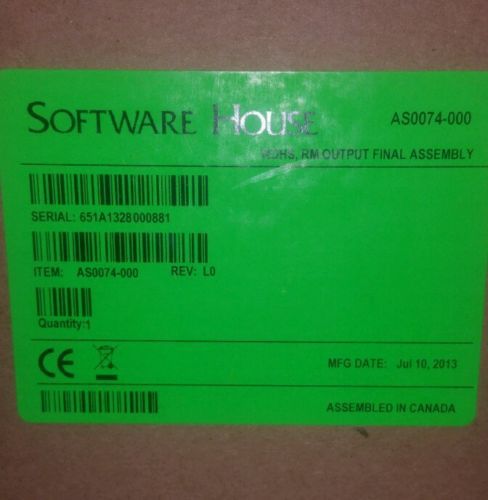 SOFTWARE HOUSE
AS0074-000
RM OUTPUT FINAL ASSEMBLY
SERIAL: 651A1328000881
ITEM: AS0074-000 REV: L0
Quantity:1
CE
MFG DATE: Jul 10, 2013
ASSEMBLED IN CANADA